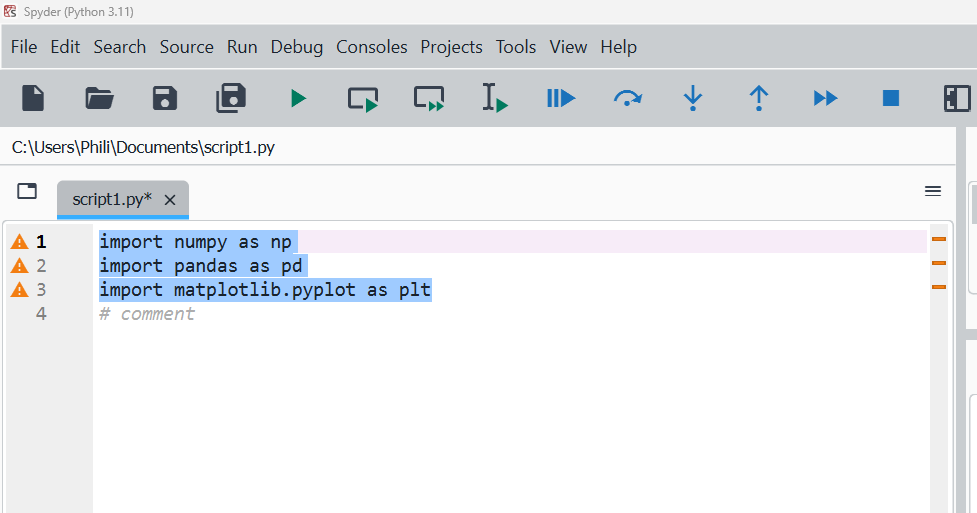 Spyder (Python 3.11)
File Edit Search Source Run Debug Consoles Projects Tools View Help
C:\Users\Phili\Documents\script1.py
script1.py*
1 import numpy as np
2 import pandas as pd
3 import matplotlib.pyplot as plt
4 # comment